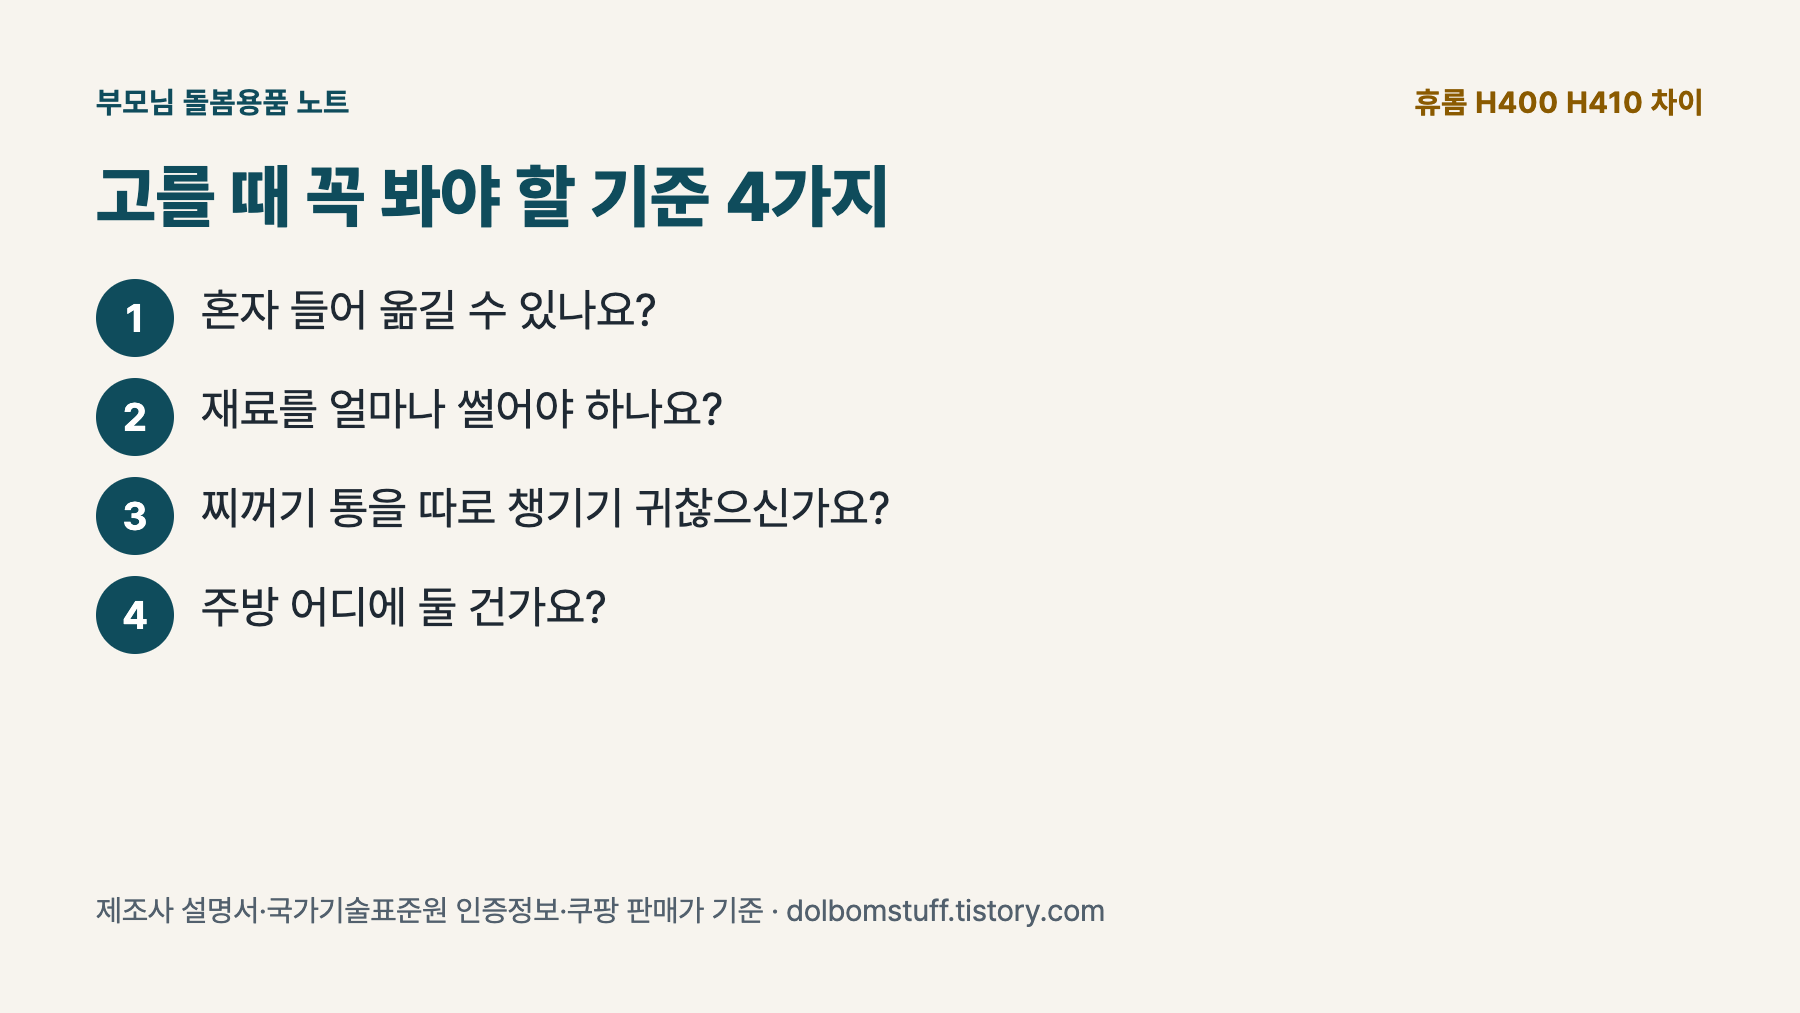 부모님 돌봄용품 노트
휴롬 H400 H410 차이
고를 때 꼭 봐야 할 기준 4가지
1 혼자 들어 옮길 수 있나요?
2 재료를 얼마나 썰어야 하나요?
3 찌꺼기 통을 따로 챙기기 귀찮으신가요?
4 주방 어디에 둘 건가요?
제조사 설명서·국가기술표준원 인증정보·쿠팡 판매가 기준 · dolbomstuff.tistory.com